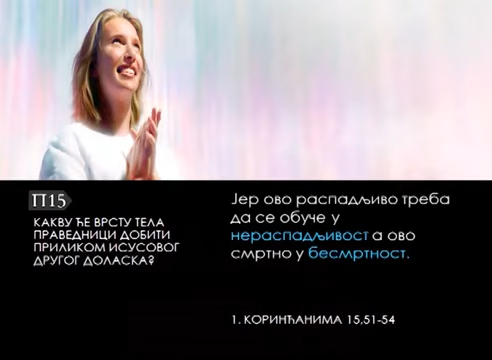 П15
КАКВУ ЋЕ ВРСТУ ТЕЛА
ПРАВЕДНИЦИ ДОБИТИ
ПРИЛИКОМ ИСУСОВОГ
ДРУГОГ ДОЛАСКА?
Јер ово распадљиво треба
да се обуче у
нераспадљивост а ово
смртно у бесмртност.
1. КОРИНЋАНИМА 15,51-54